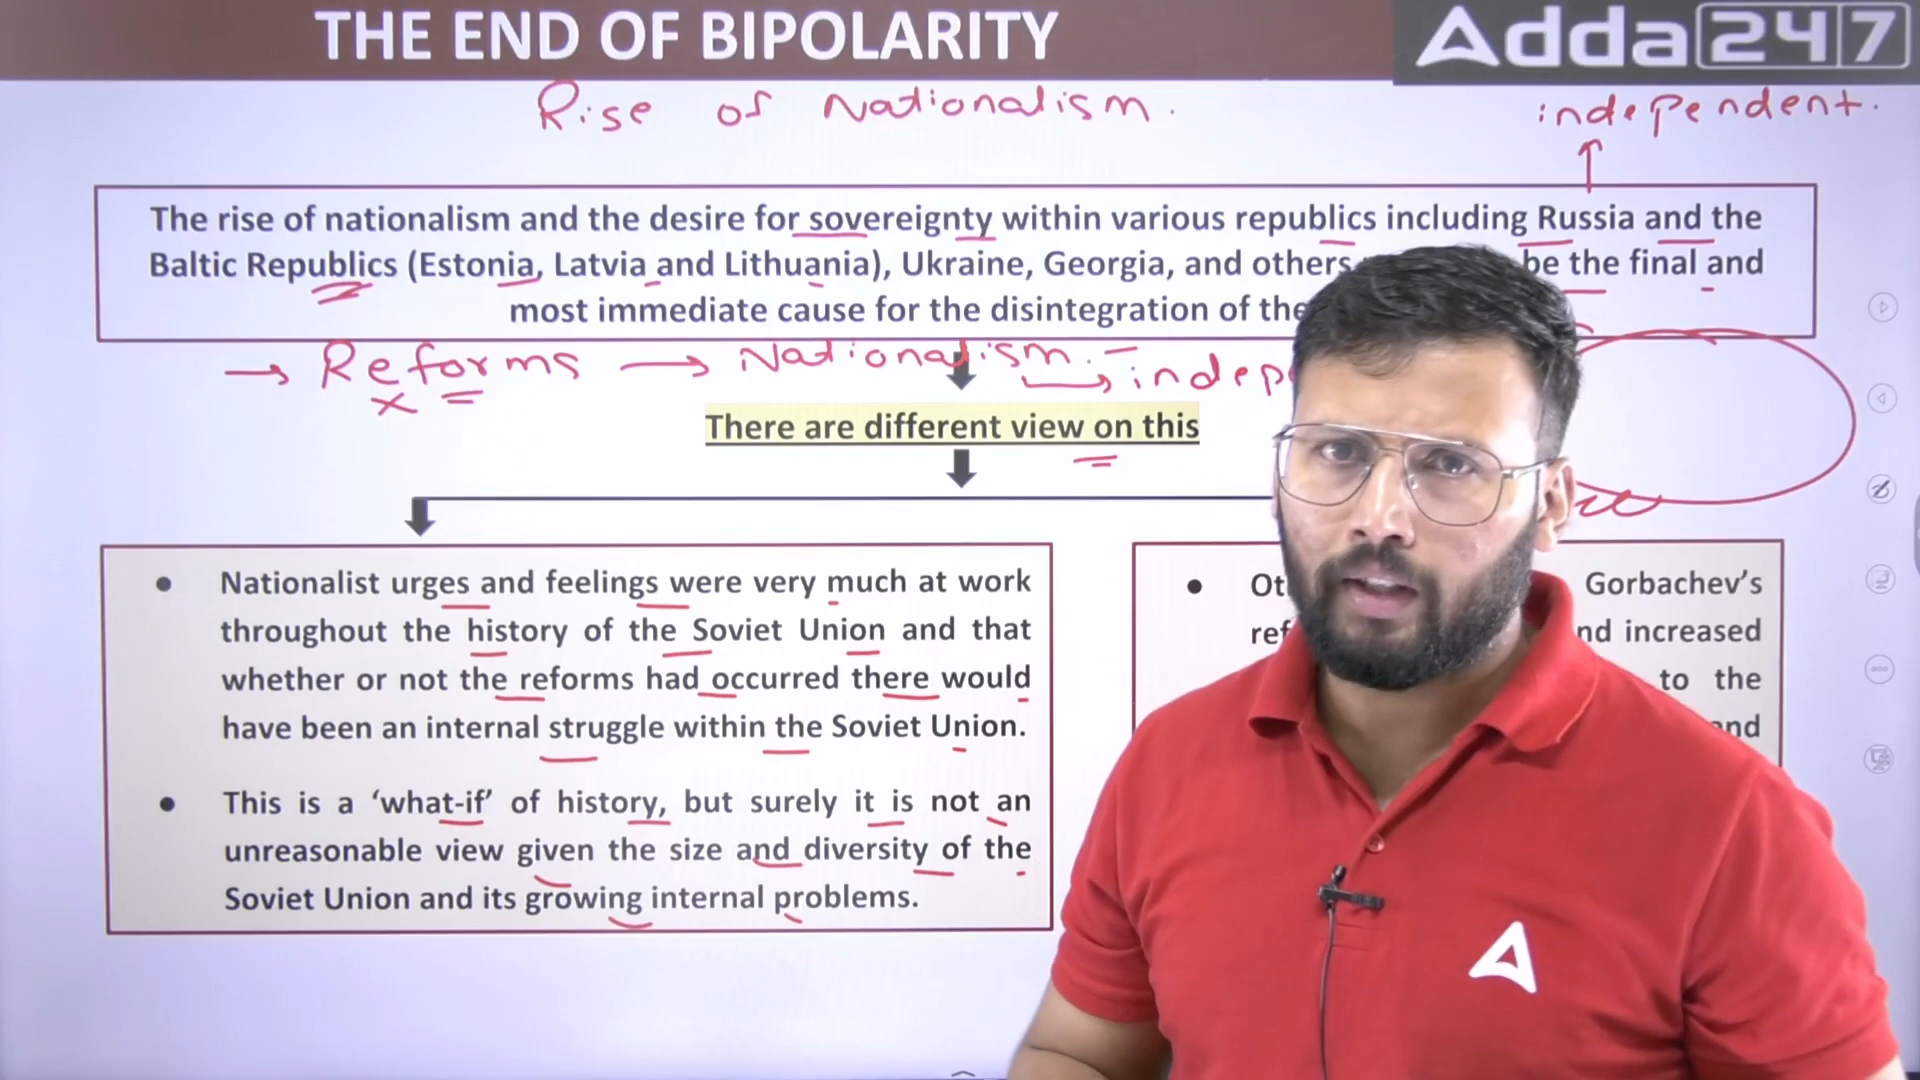 THE END OF BIPOLARITY
Adda247
Rise of Nationalism.
independent.
The rise of nationalism and the desire for sovereignty within various republics including Russia and the
Baltic Republics (Estonia, Latvia and Lithuania), Ukraine, Georgia, and others be the final and
most immediate cause for the disintegration of the
→ Reforms → Nationalism. → indep
There are different view on this
• Nationalist urges and feelings were very much at work
throughout the history of the Soviet Union and that
whether or not the reforms had occurred there would
have been an internal struggle within the Soviet Union.
• This is a ‘what-if’ of history, but surely it is not an
unreasonable view given the size and diversity of the
Soviet Union and its growing internal problems.
• Gorbachev’s
increased
to the